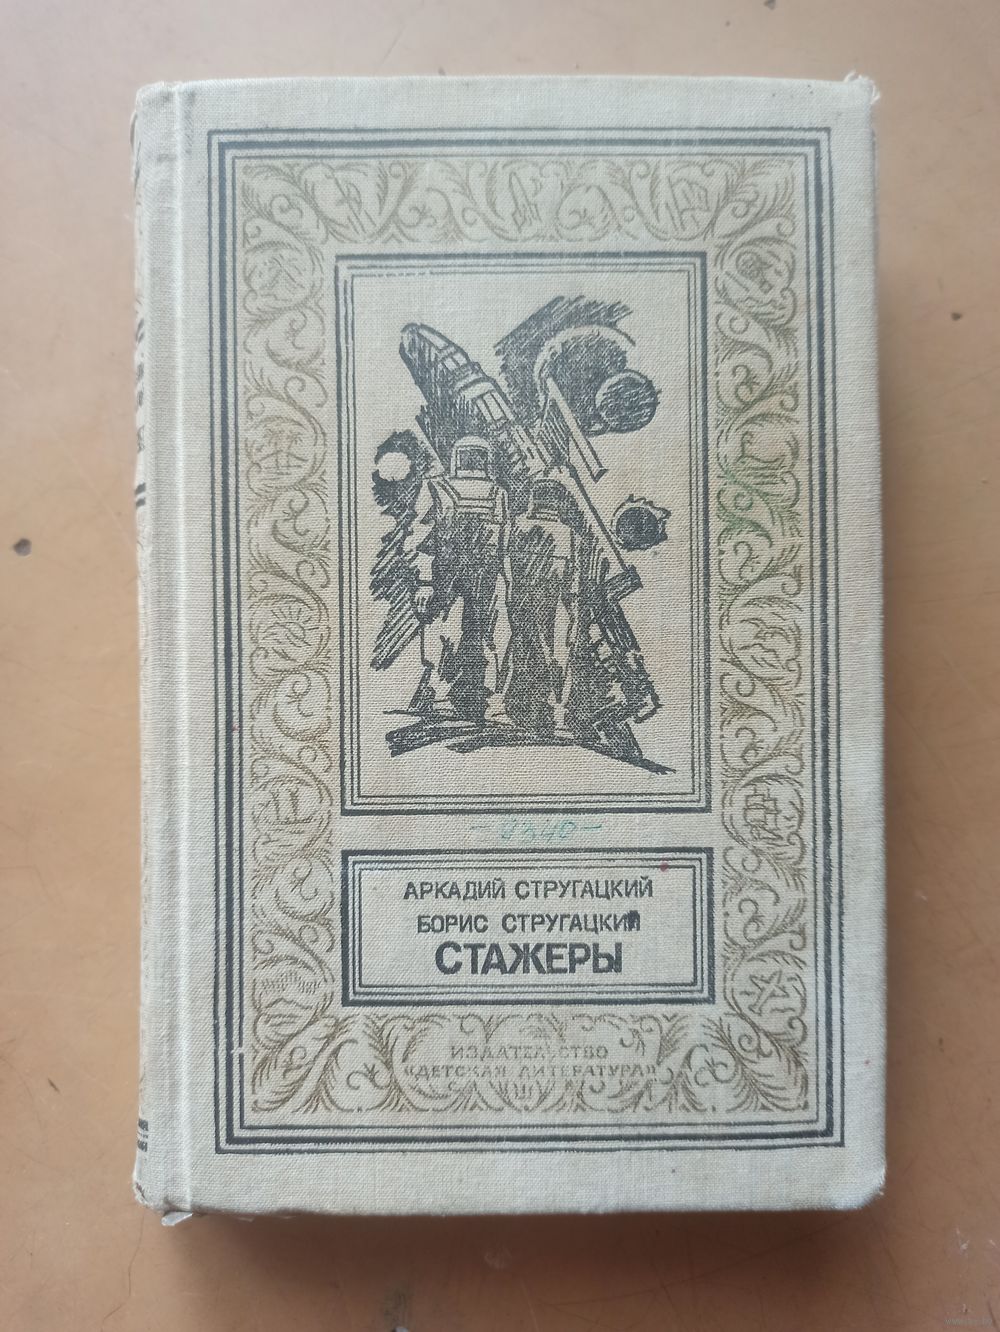 АРКАДИЙ СТРУГАЦКИЙ
БОРИС СТРУГАЦКИЙ
СТАЖЕРЫ
ИЗДАТЕЛЬСТВО
«ДЕТСКАЯ ЛИТЕРАТУРА»